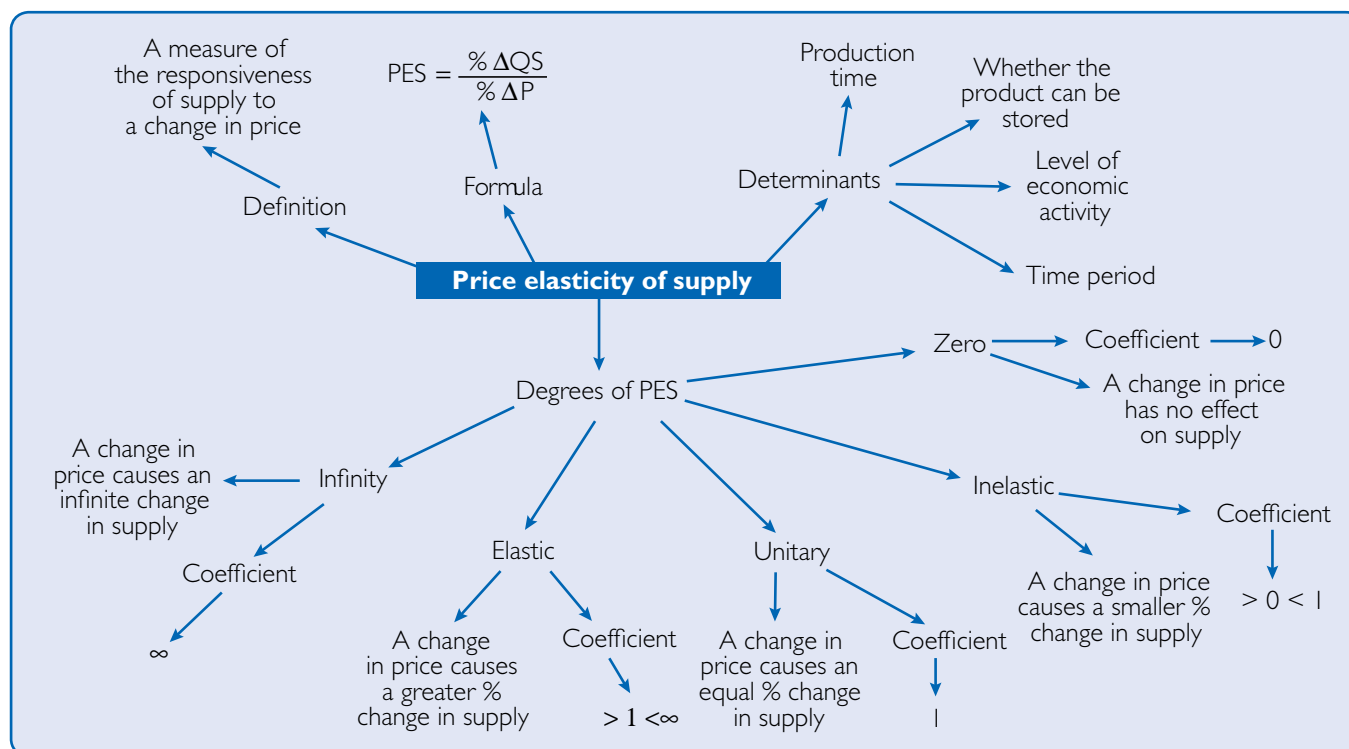 A measure of
the responsiveness
of supply to
a change in price
Definition
PES = % ΔQS / % ΔP
Formula
Production
time
Whether the
product can be
stored
Determinants
Level of
economic
activity
Time period
Price elasticity of supply
Degrees of PES
Zero
Coefficient
0
A change in price
has no effect
on supply
Infinity
A change in
price causes an
infinite change
in supply
Coefficient
∞
Elastic
A change
in price causes
a greater %
change in supply
Coefficient
> 1 <∞
Unitary
A change in
price causes an
equal % change
in supply
Coefficient
1
Inelastic
A change in price
causes a smaller %
change in supply
Coefficient
> 0 < 1